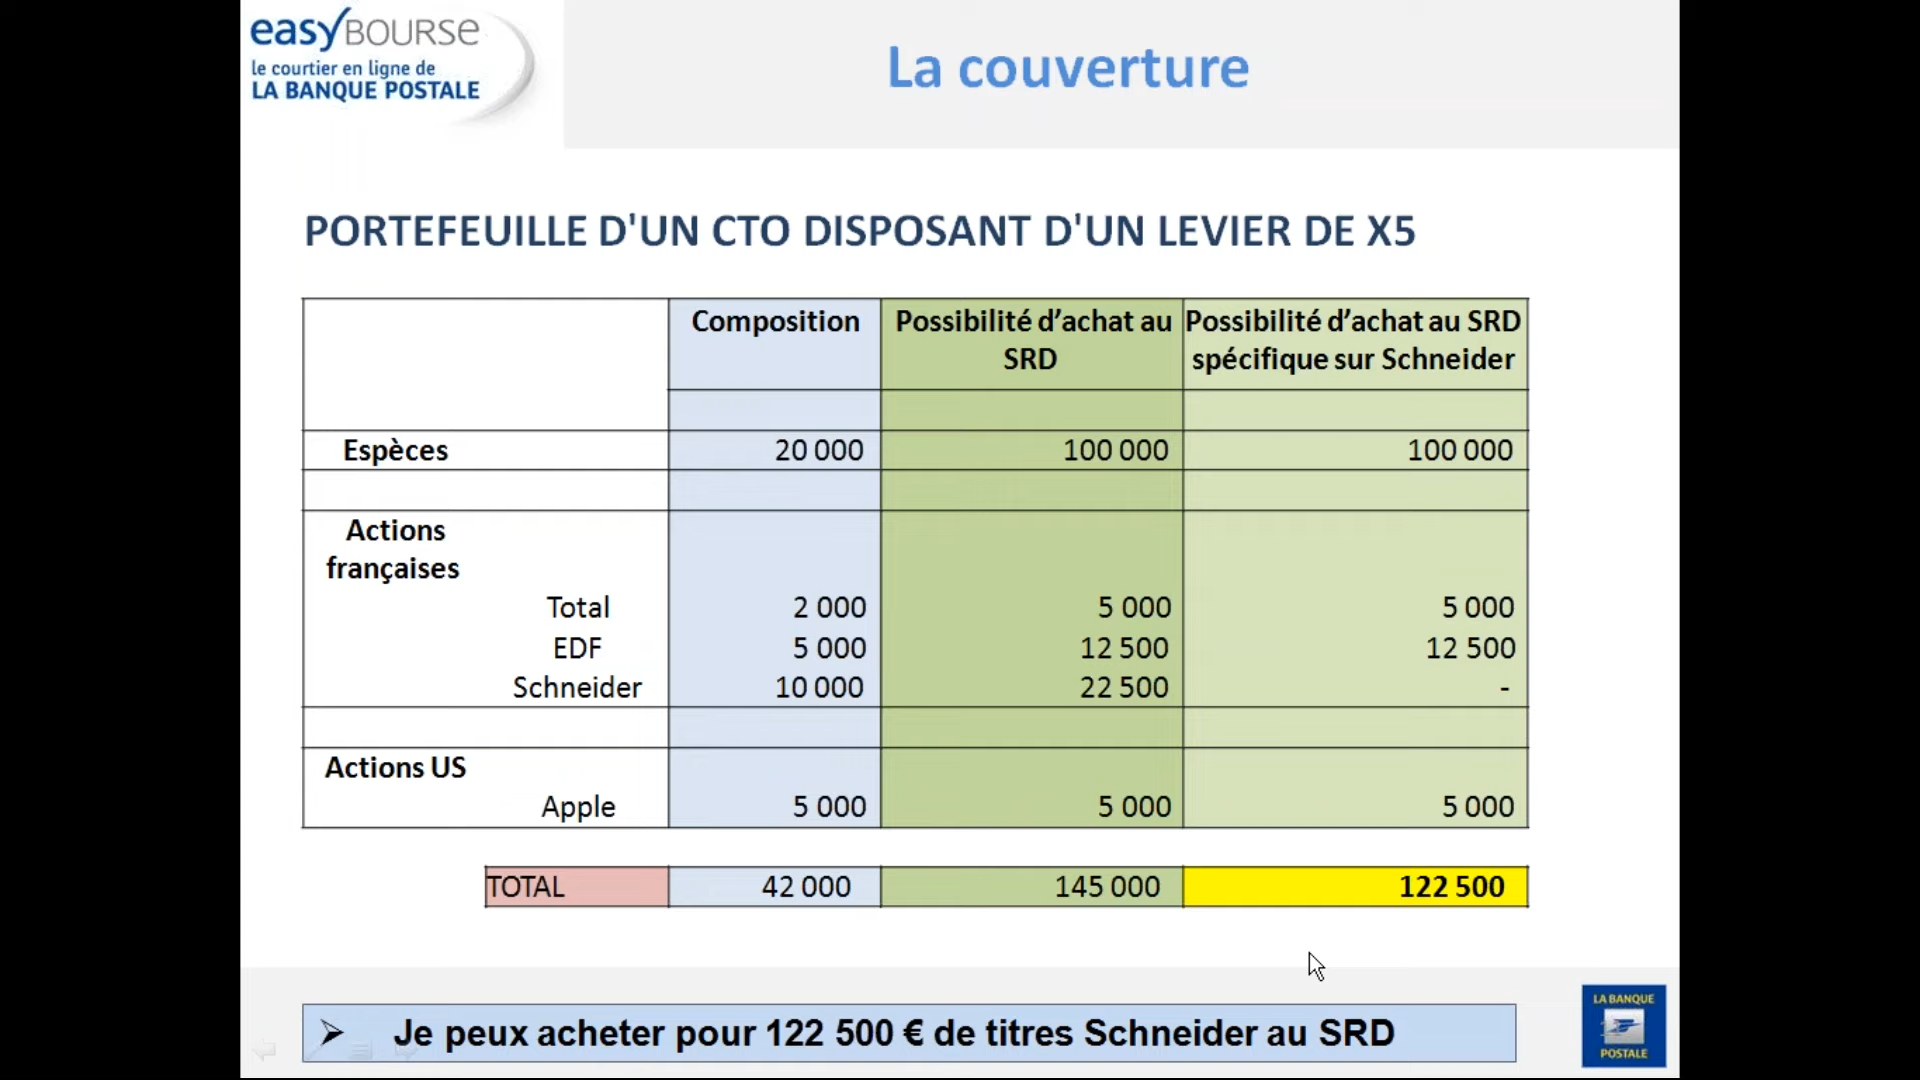 easyBOURSE
le courtier en ligne de
LA BANQUE POSTALE
La couverture
PORTEFEUILLE D'UN CTO DISPOSANT D'UN LEVIER DE X5
Composition
Possibilité d’achat au
SRD
Possibilité d’achat au SRD
spécifique sur Schneider
Espèces 20 000 100 000 100 000
Actions
françaises
Total 2 000 5 000 5 000
EDF 5 000 12 500 12 500
Schneider 10 000 22 500 -
Actions US
Apple 5 000 5 000 5 000
TOTAL 42 000 145 000 122 500
Je peux acheter pour 122 500 € de titres Schneider au SRD
LA BANQUE
POSTALE